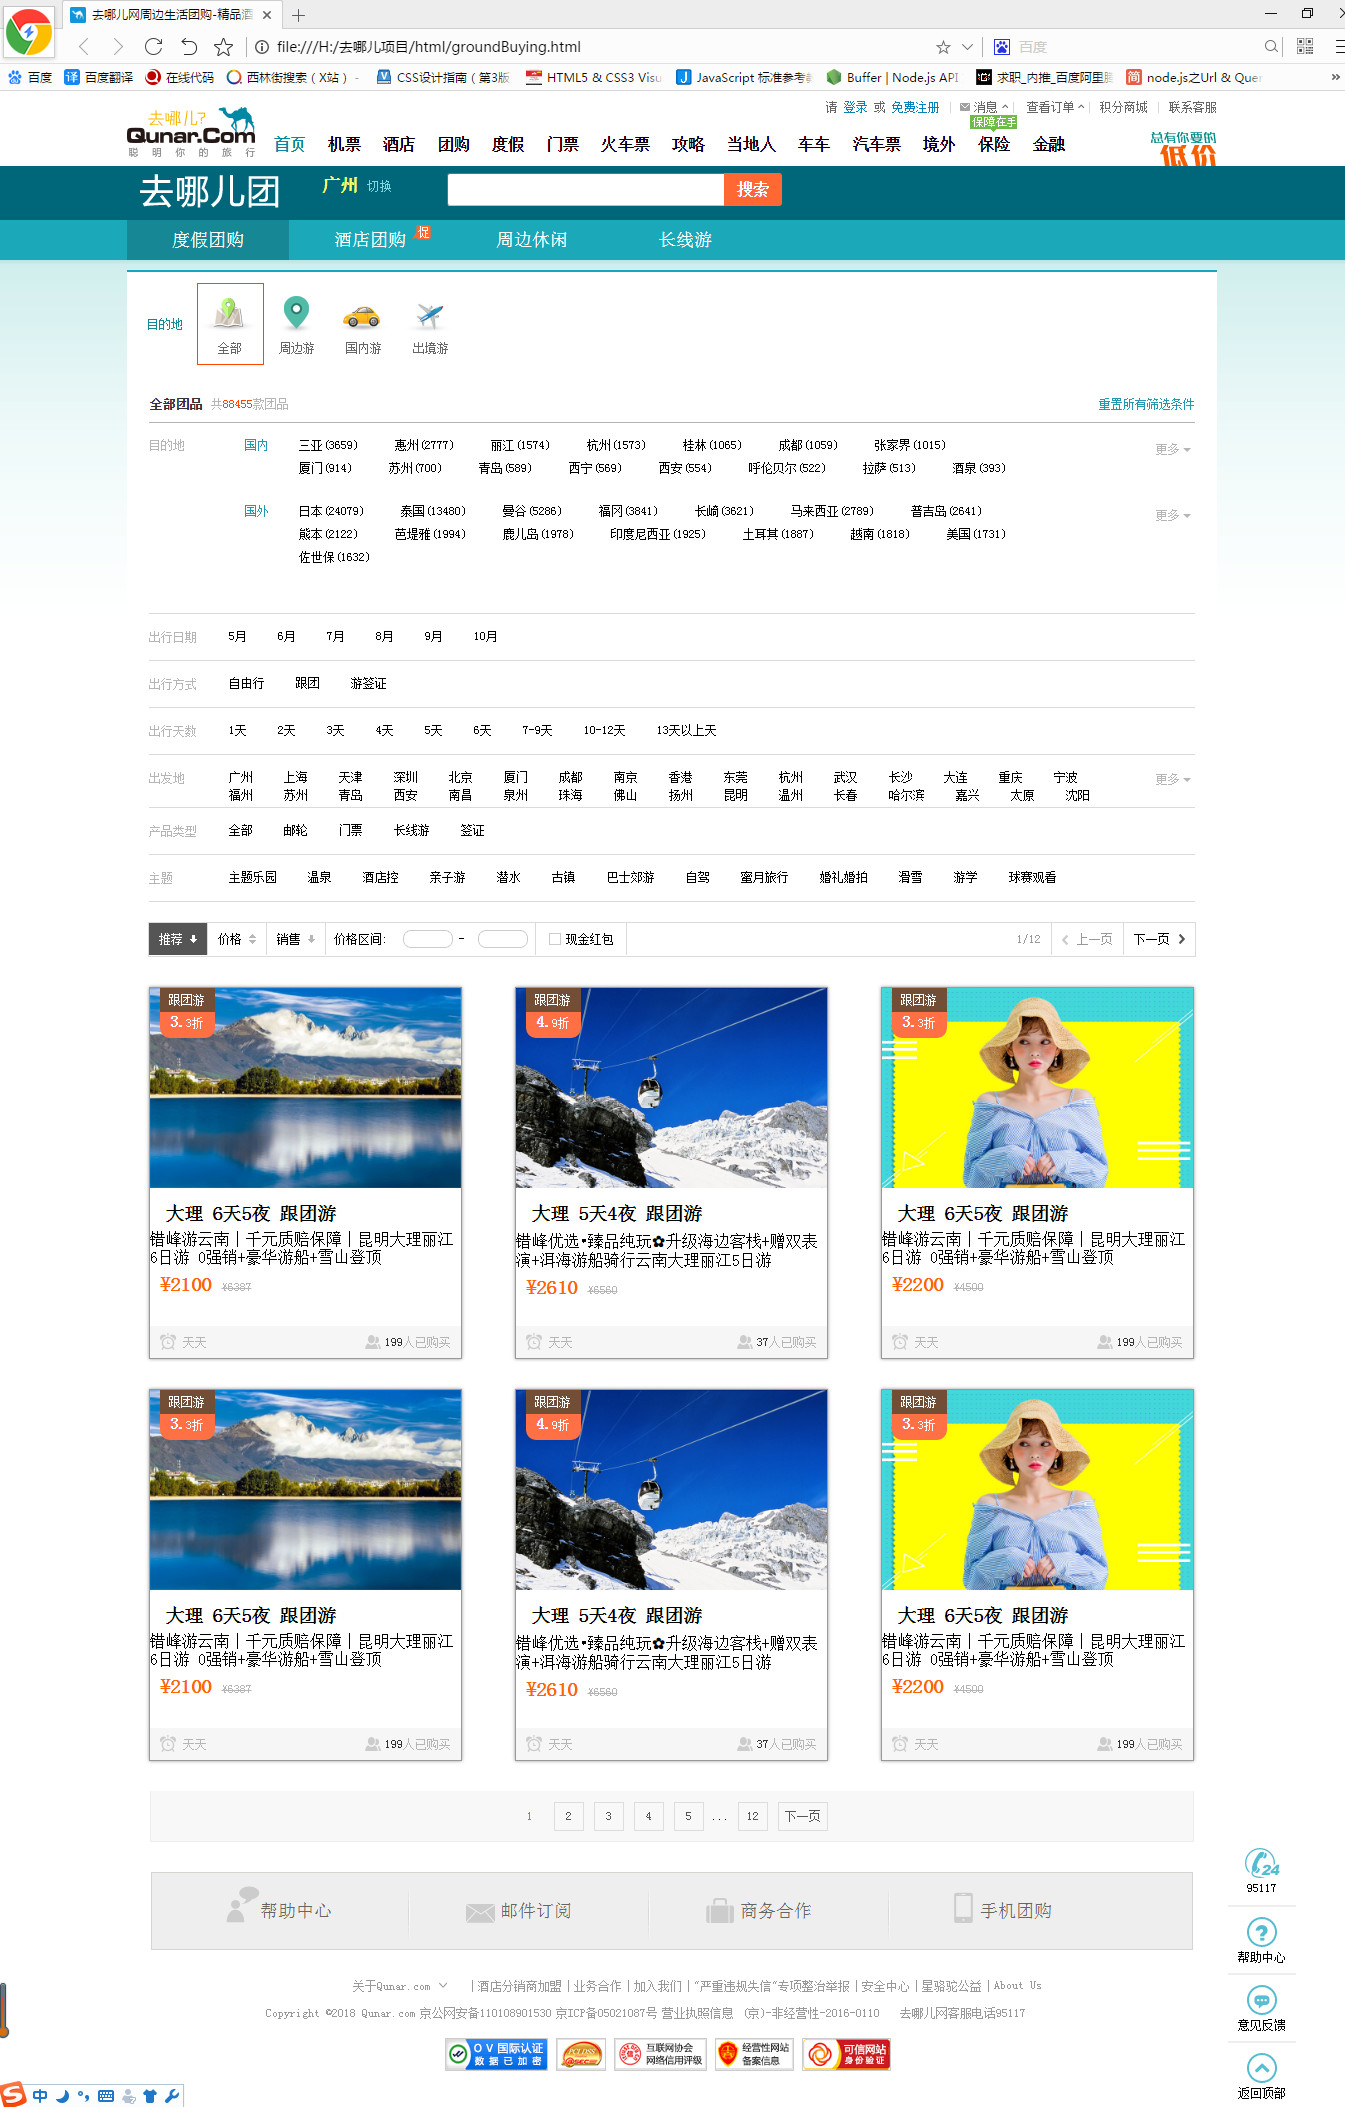 去哪儿网周边生活团购-精品酒
file:///H:/去哪儿项目/html/groundBuying.html
百度
百度 百度翻译 在线代码 西林街搜索（X站） - CSS设计指南（第3版 HTML5 & CSS3 Visu JavaScript 标准参考 Buffer | Node.js API 求职_内推_百度阿里 node.js之Url & Quer »
请 登录 或 免费注册 消息 查看订单 积分商城 联系客服
去哪儿?
Qunar.Com
聪明你的旅行
保障在手
首页 机票 酒店 团购 度假 门票 火车票 攻略 当地人 车车 汽车票 境外 保险 金融
总有你要的
低价
去哪儿团 广州 切换 搜索
度假团购 酒店团购 促 周边休闲 长线游
目的地 全部 周边游 国内游 出境游
全部团品 共88455款团品 重置所有筛选条件
目的地 国内 三亚(3659) 惠州(2777) 丽江(1574) 杭州(1573) 桂林(1065) 成都(1059) 张家界(1015) 更多
厦门(914) 苏州(700) 青岛(589) 西宁(569) 西安(554) 呼伦贝尔(522) 拉萨(513) 酒泉(393)
国外 日本(24079) 泰国(13480) 曼谷(5286) 福冈(3841) 长崎(3621) 马来西亚(2789) 普吉岛(2641) 更多
熊本(2122) 芭堤雅(1994) 鹿儿岛(1978) 印度尼西亚(1925) 土耳其(1887) 越南(1818) 美国(1731)
佐世保(1632)
出行日期 5月 6月 7月 8月 9月 10月
出行方式 自由行 跟团 游签证
出行天数 1天 2天 3天 4天 5天 6天 7-9天 10-12天 13天以上天
出发地 广州 上海 天津 深圳 北京 厦门 成都 南京 香港 东莞 杭州 武汉 长沙 大连 重庆 宁波 更多
福州 苏州 青岛 西安 南昌 泉州 珠海 佛山 扬州 昆明 温州 长春 哈尔滨 嘉兴 太原 沈阳
产品类型 全部 邮轮 门票 长线游 签证
主题 主题乐园 温泉 酒店控 亲子游 潜水 古镇 巴士郊游 自驾 蜜月旅行 婚礼婚拍 滑雪 游学 球赛观看
推荐 价格 销售 价格区间: - 现金红包 1/12 上一页 下一页
跟团游 跟团游 跟团游
3.3折 4.9折 3.3折
大理 6天5夜 跟团游 大理 5天4夜 跟团游 大理 6天5夜 跟团游
错峰游云南｜千元质赔保障｜昆明大理丽江 错峰优选•臻品纯玩✿升级海边客栈+赠双表 错峰游云南｜千元质赔保障｜昆明大理丽江
6日游 0强销+豪华游船+雪山登顶 演+洱海游船骑行云南大理丽江5日游 6日游 0强销+豪华游船+雪山登顶
¥2100 ¥6387 ¥2610 ¥6560 ¥2200 ¥4500
天天 199人已购买 天天 37人已购买 天天 199人已购买
跟团游 跟团游 跟团游
3.3折 4.9折 3.3折
大理 6天5夜 跟团游 大理 5天4夜 跟团游 大理 6天5夜 跟团游
错峰游云南｜千元质赔保障｜昆明大理丽江 错峰优选•臻品纯玩✿升级海边客栈+赠双表 错峰游云南｜千元质赔保障｜昆明大理丽江
6日游 0强销+豪华游船+雪山登顶 演+洱海游船骑行云南大理丽江5日游 6日游 0强销+豪华游船+雪山登顶
¥2100 ¥6387 ¥2610 ¥6560 ¥2200 ¥4500
天天 199人已购买 天天 37人已购买 天天 199人已购买
1 2 3 4 5 ... 12 下一页
24
95117
帮助中心 邮件订阅 商务合作 手机团购
帮助中心
意见反馈
返回顶部
关于Qunar.com |酒店分销商加盟 |业务合作 |加入我们 |"严重违规失信"专项整治举报 |安全中心 |星骆驼公益 |About Us
Copyright ©2018 Qunar.com 京公网安备110108901530 京ICP备05021087号 营业执照信息 (京)-非经营性-2016-0110 去哪儿网客服电话95117
OV国际认证
数据已加密
互联网协会
网络信用评级
经营性网站
备案信息
可信网站
身份验证
中